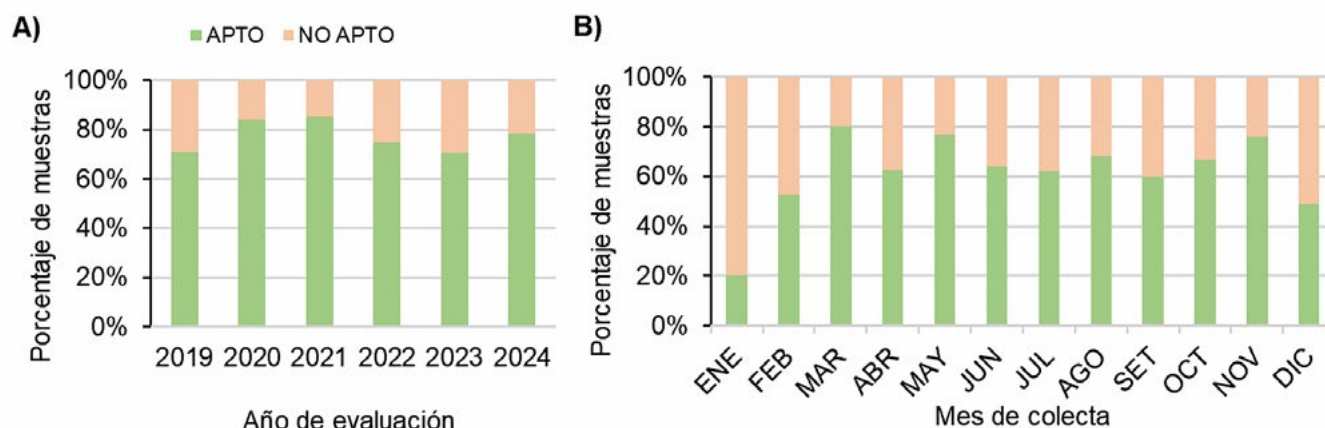 A)
APTO NO APTO
Porcentaje de muestras
100%
80%
60%
40%
20%
0%
2019 2020 2021 2022 2023 2024
Año de evaluación
B)
Porcentaje de muestras
100%
80%
60%
40%
20%
0%
ENE FEB MAR ABR MAY JUN JUL AGO SET OCT NOV DIC
Mes de colecta